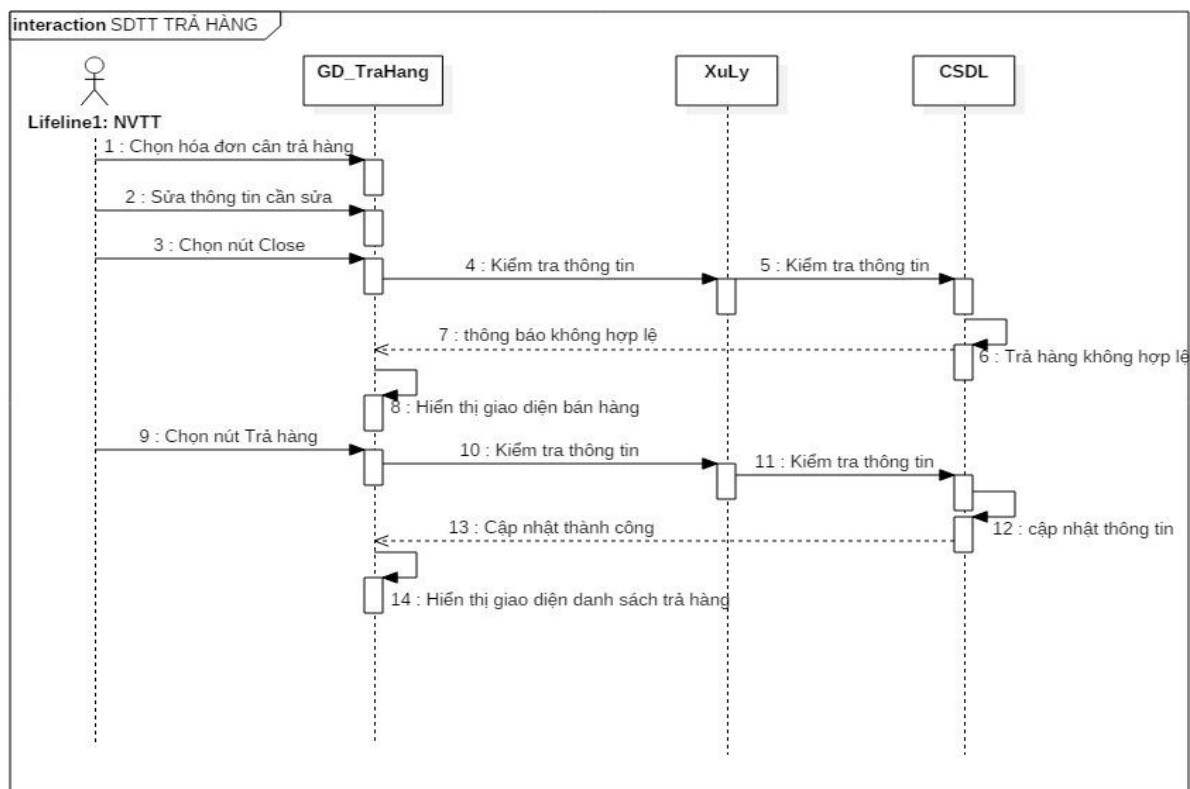 interaction SDTT TRẢ HÀNG
GD_TraHang
XuLy
CSDL
Lifeline1: NVTT
1 : Chọn hóa đơn cân trả hàng
2 : Sửa thông tin cần sửa
3 : Chọn nút Close
4 : Kiểm tra thông tin
5 : Kiểm tra thông tin
7 : thông báo không hợp lệ
6 : Trả hàng không hợp lệ
8 : Hiển thị giao diện bán hàng
9 : Chọn nút Trả hàng
10 : Kiểm tra thông tin
11 : Kiểm tra thông tin
13 : Cập nhật thành công
12 : cập nhật thông tin
14 : Hiển thị giao diện danh sách trả hàng